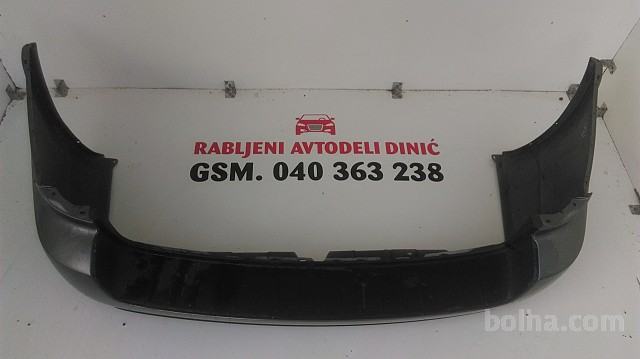 RABLJENI AVTODELI DINIĆ
GSM. 040 363 238
bolha.com